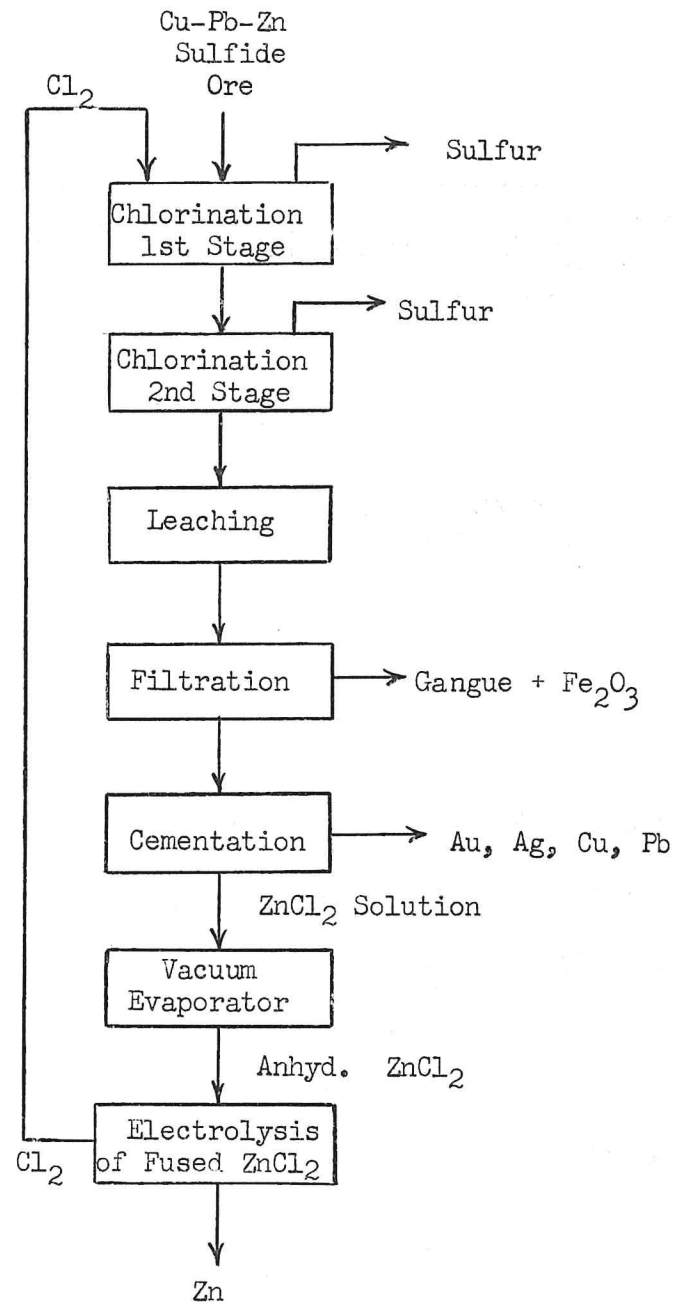 Cu-Pb-Zn
Sulfide
Ore
Cl2
Sulfur
Chlorination
1st Stage
Sulfur
Chlorination
2nd Stage
Leaching
Filtration
Gangue + Fe2O3
Cementation
Au, Ag, Cu, Pb
ZnCl2 Solution
Vacuum
Evaporator
Anhyd. ZnCl2
Electrolysis
of Fused ZnCl2
Cl2
Zn